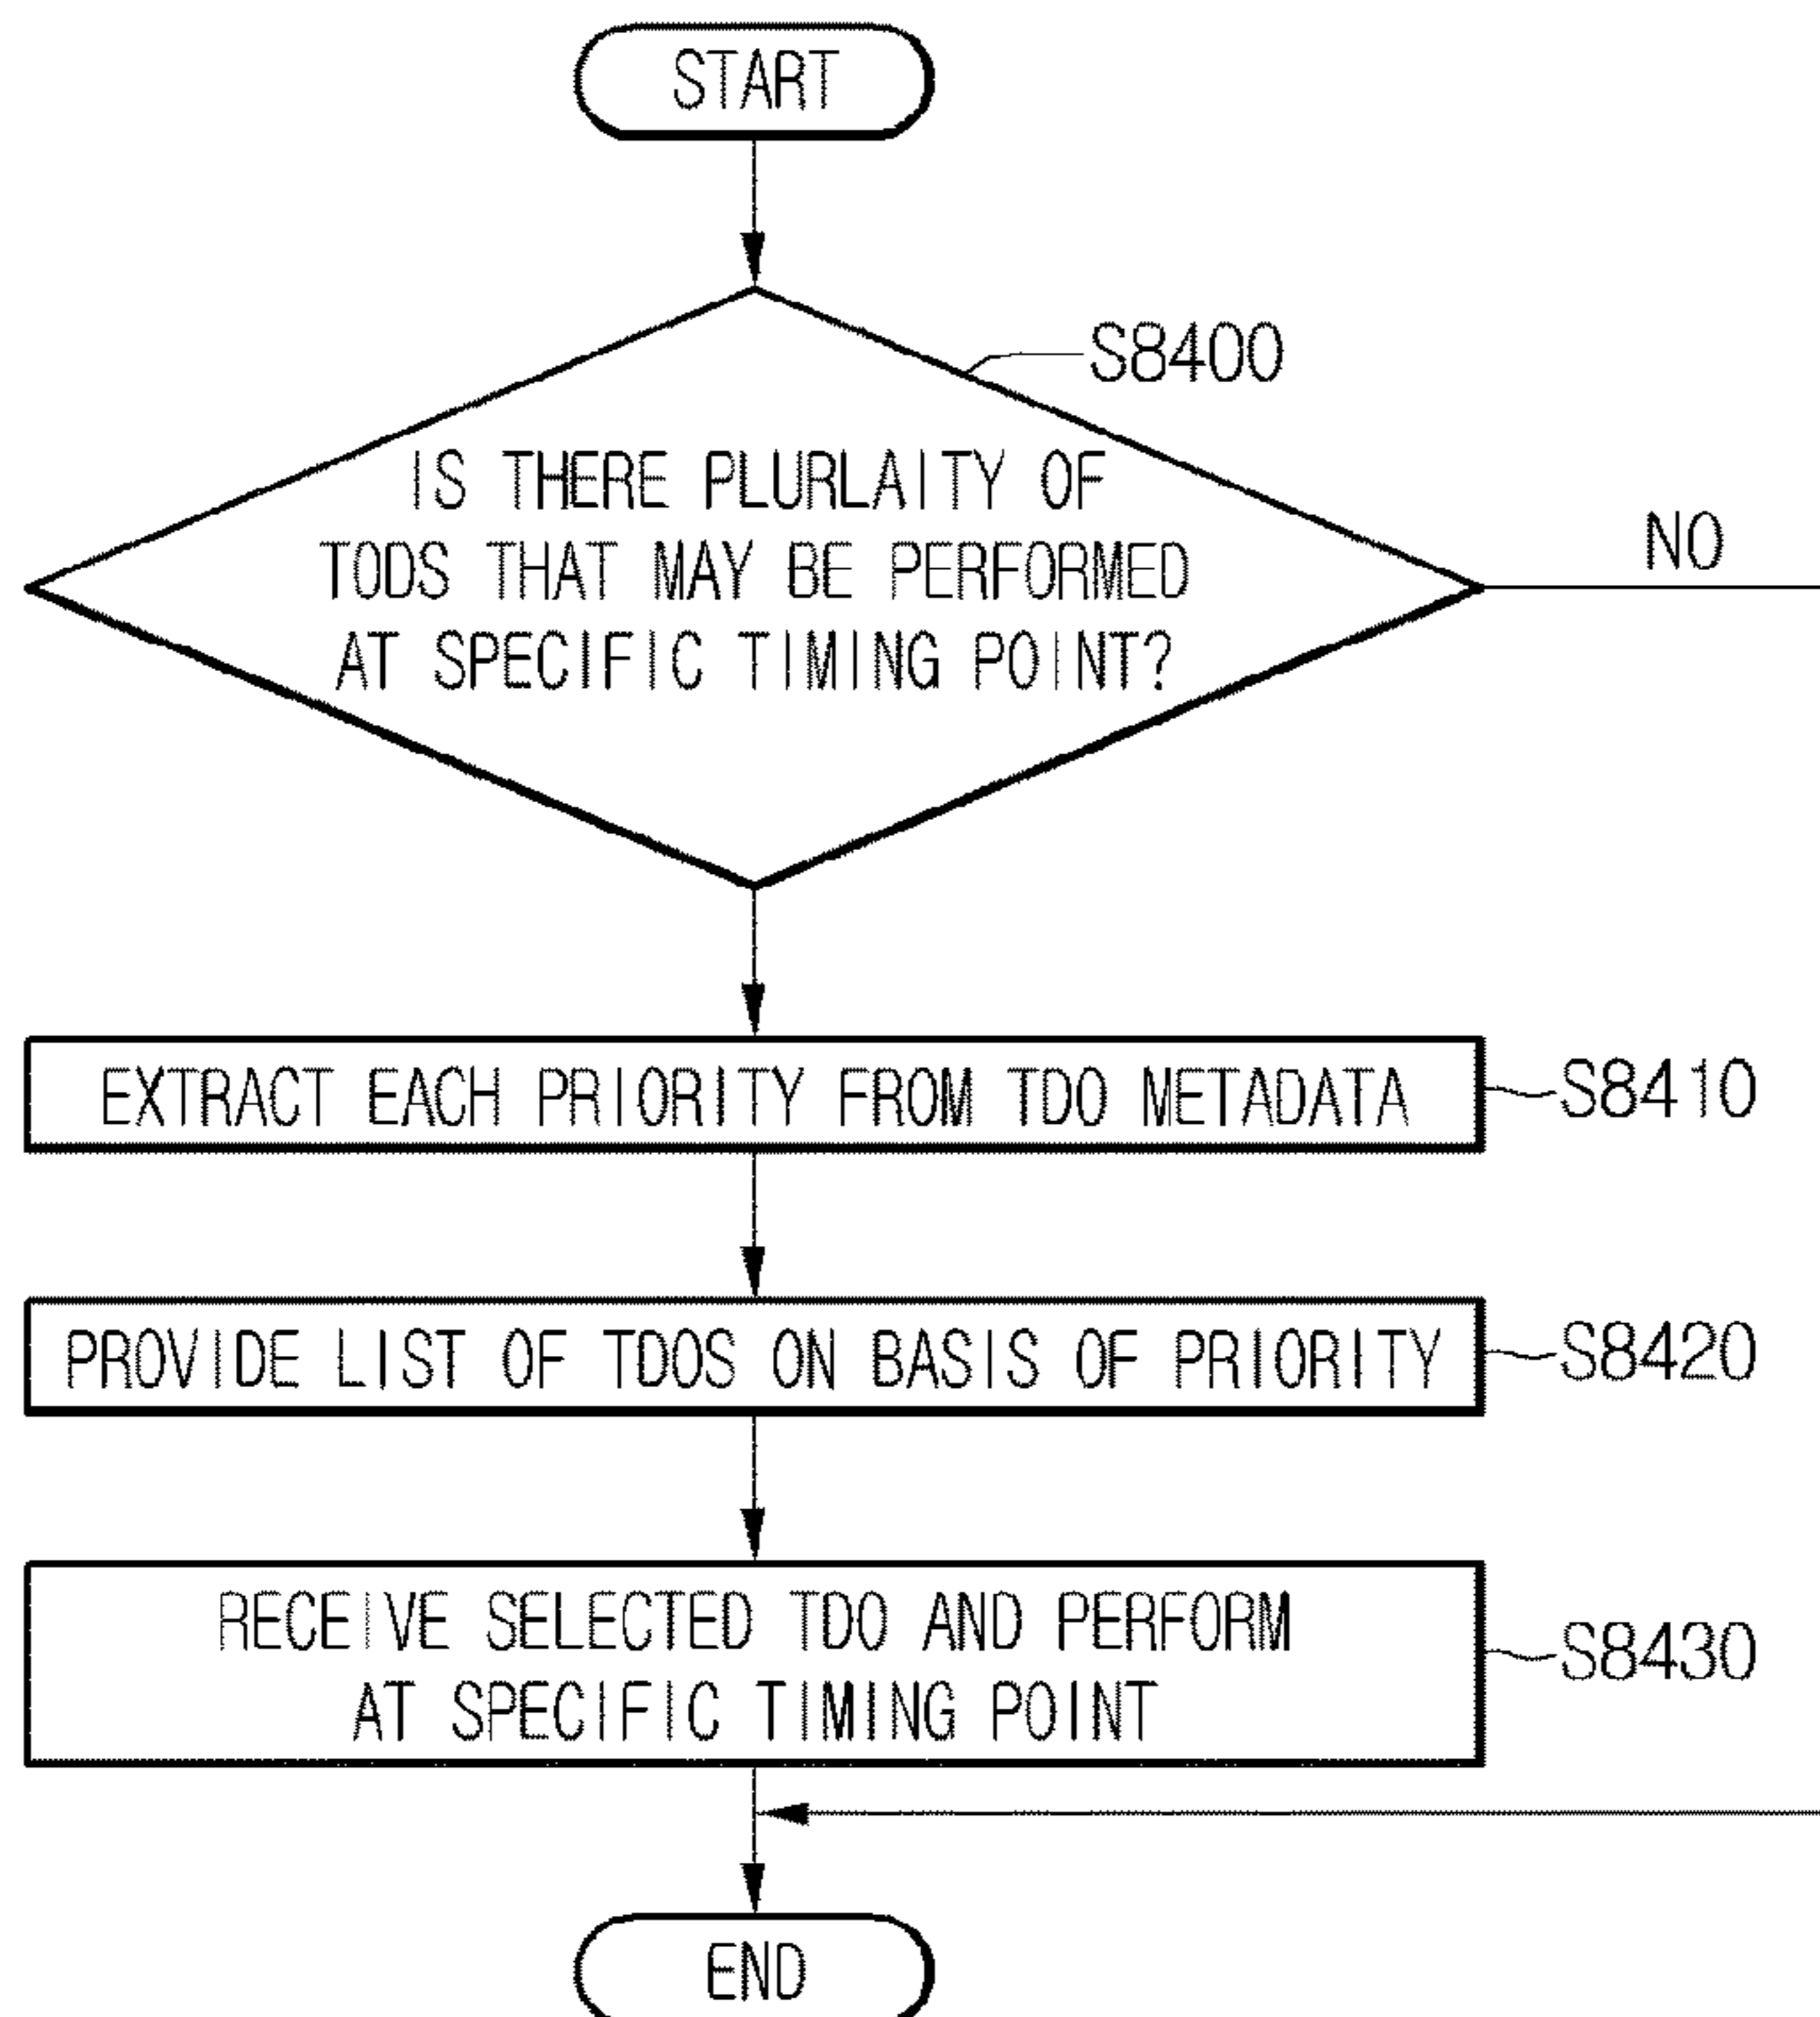 START
S8400
IS THERE PLURLAITY OF
TODS THAT MAY BE PERFORMED
AT SPECIFIC TIMING POINT?
NO
EXTRACT EACH PRIORITY FROM TDO METADATA
S8410
PROVIDE LIST OF TDOS ON BASIS OF PRIORITY
S8420
RECEIVE SELECTED TDO AND PERFORM
AT SPECIFIC TIMING POINT
S8430
END